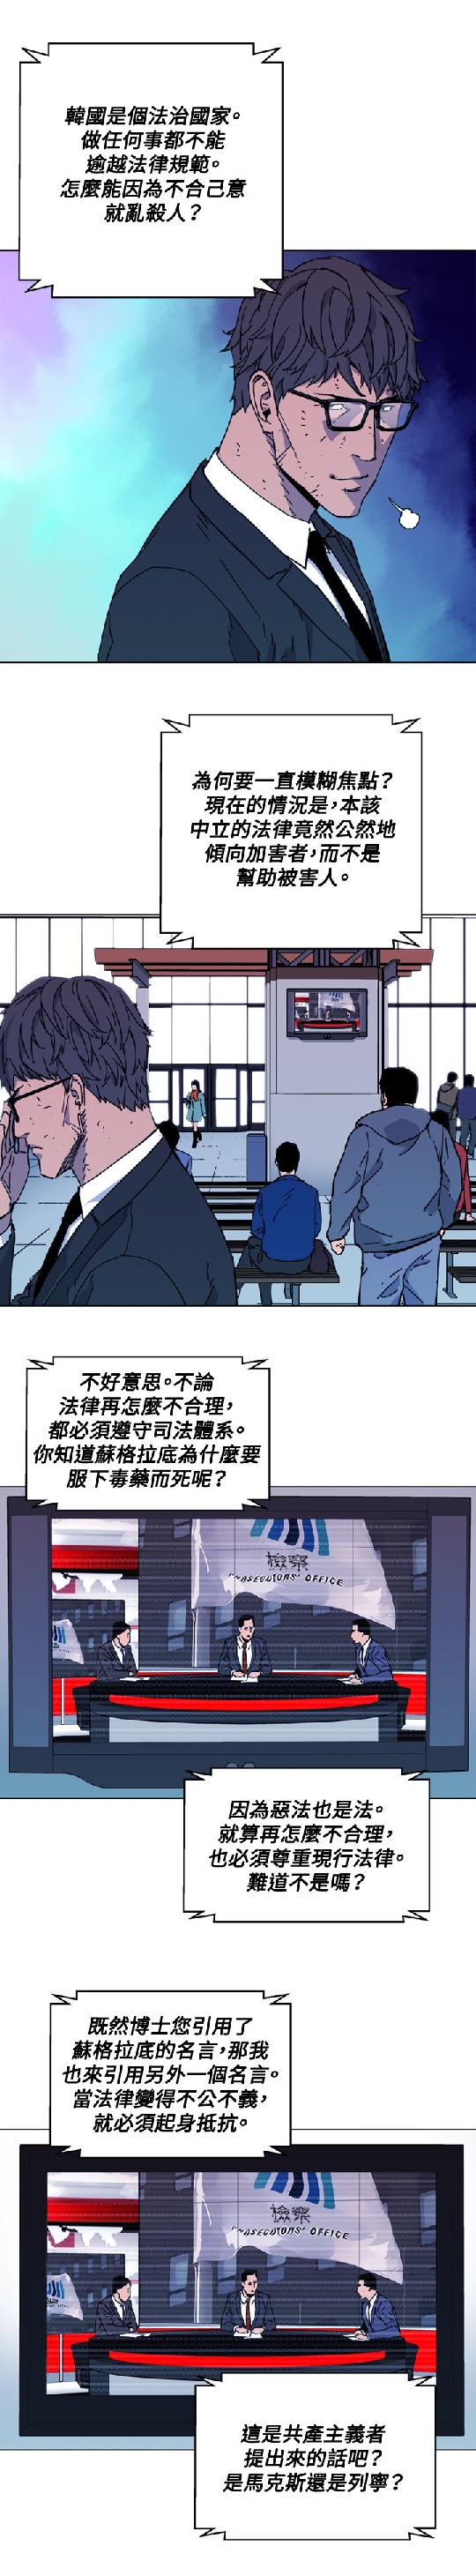 韓國是個法治國家。
做任何事都不能
逾越法律規範。
怎麼能因為不合己意
就亂殺人？
為何要一直模糊焦點？
現在的情況是，本該
中立的法律竟然公然地
傾向加害者，而不是
幫助被害人。
不好意思。不論
法律再怎麼不合理，
都必須遵守司法體系。
你知道蘇格拉底為什麼要
服下毒藥而死呢？
檢察
PROSECUTORS' OFFICE
因為惡法也是法。
就算再怎麼不合理，
也必須尊重現行法律。
難道不是嗎？
既然博士您引用了
蘇格拉底的名言，那我
也來引用另外一個名言。
當法律變得不公不義，
就必須起身抵抗。
檢察
PROSECUTORS' OFFICE
這是共產主義者
提出來的話吧？
是馬克斯還是列寧？